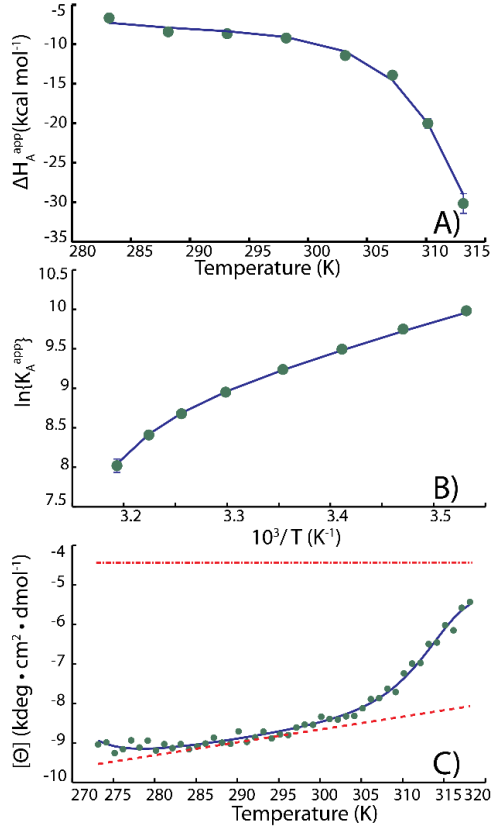 -5
-10
-15
-20
-25
-30
-35
ΔH_A^app(kcal mol⁻¹)
A)
280 285 290 295 300 305 310 315
Temperature (K)
10.5
10
9.5
9
8.5
8
7.5
ln{K_A^app}
B)
3.2 3.3 3.4 3.5
10³/ T (K⁻¹)
-4
-5
-6
-7
-8
-9
-10
[Θ] (kdeg • cm² • dmol⁻¹)
C)
270 275 280 285 290 295 300 305 310 315 320
Temperature (K)